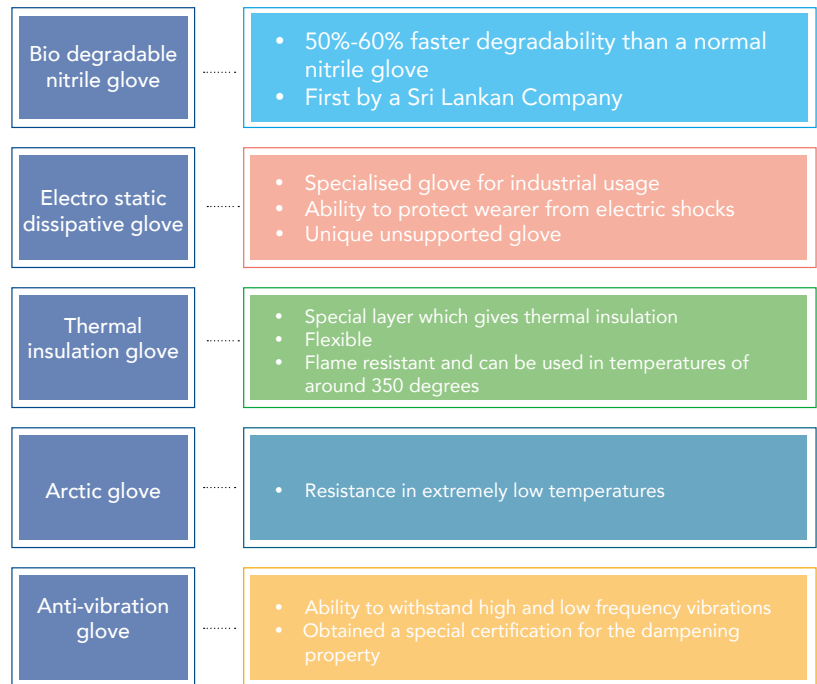 Bio degradable
nitrile glove
• 50%-60% faster degradability than a normal
nitrile glove
• First by a Sri Lankan Company
Electro static
dissipative glove
• Specialised glove for industrial usage
• Ability to protect wearer from electric shocks
• Unique unsupported glove
Thermal
insulation glove
• Special layer which gives thermal insulation
• Flexible
• Flame resistant and can be used in temperatures of
around 350 degrees
Arctic glove
• Resistance in extremely low temperatures
Anti-vibration
glove
• Ability to withstand high and low frequency vibrations
• Obtained a special certification for the dampening
property